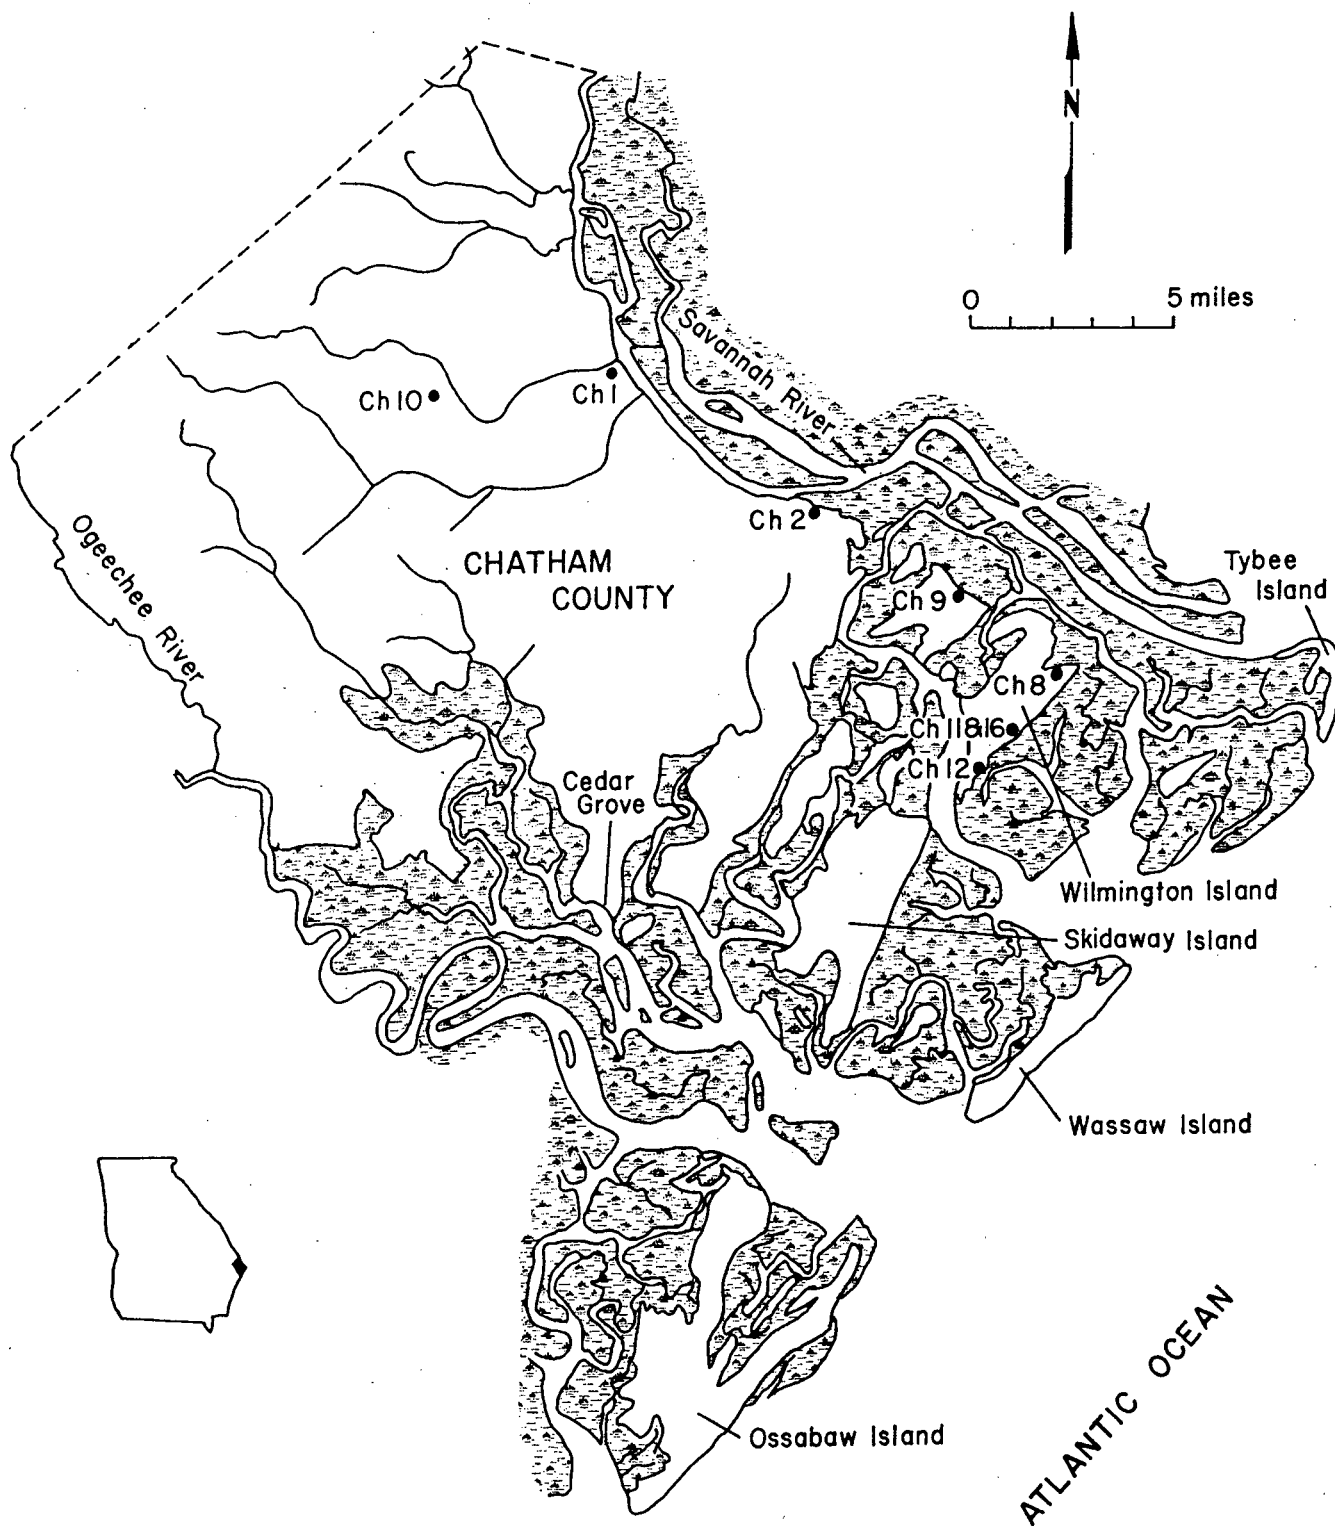 N
0 5 miles
Savannah River
Ch 10
Ch 1
Ch 2
Ogeechee River
CHATHAM
COUNTY
Tybee
Island
Ch 9
Ch 8
Ch 11&16
Ch 12
Cedar
Grove
Wilmington Island
Skidaway Island
Wassaw Island
Ossabaw Island
ATLANTIC OCEAN